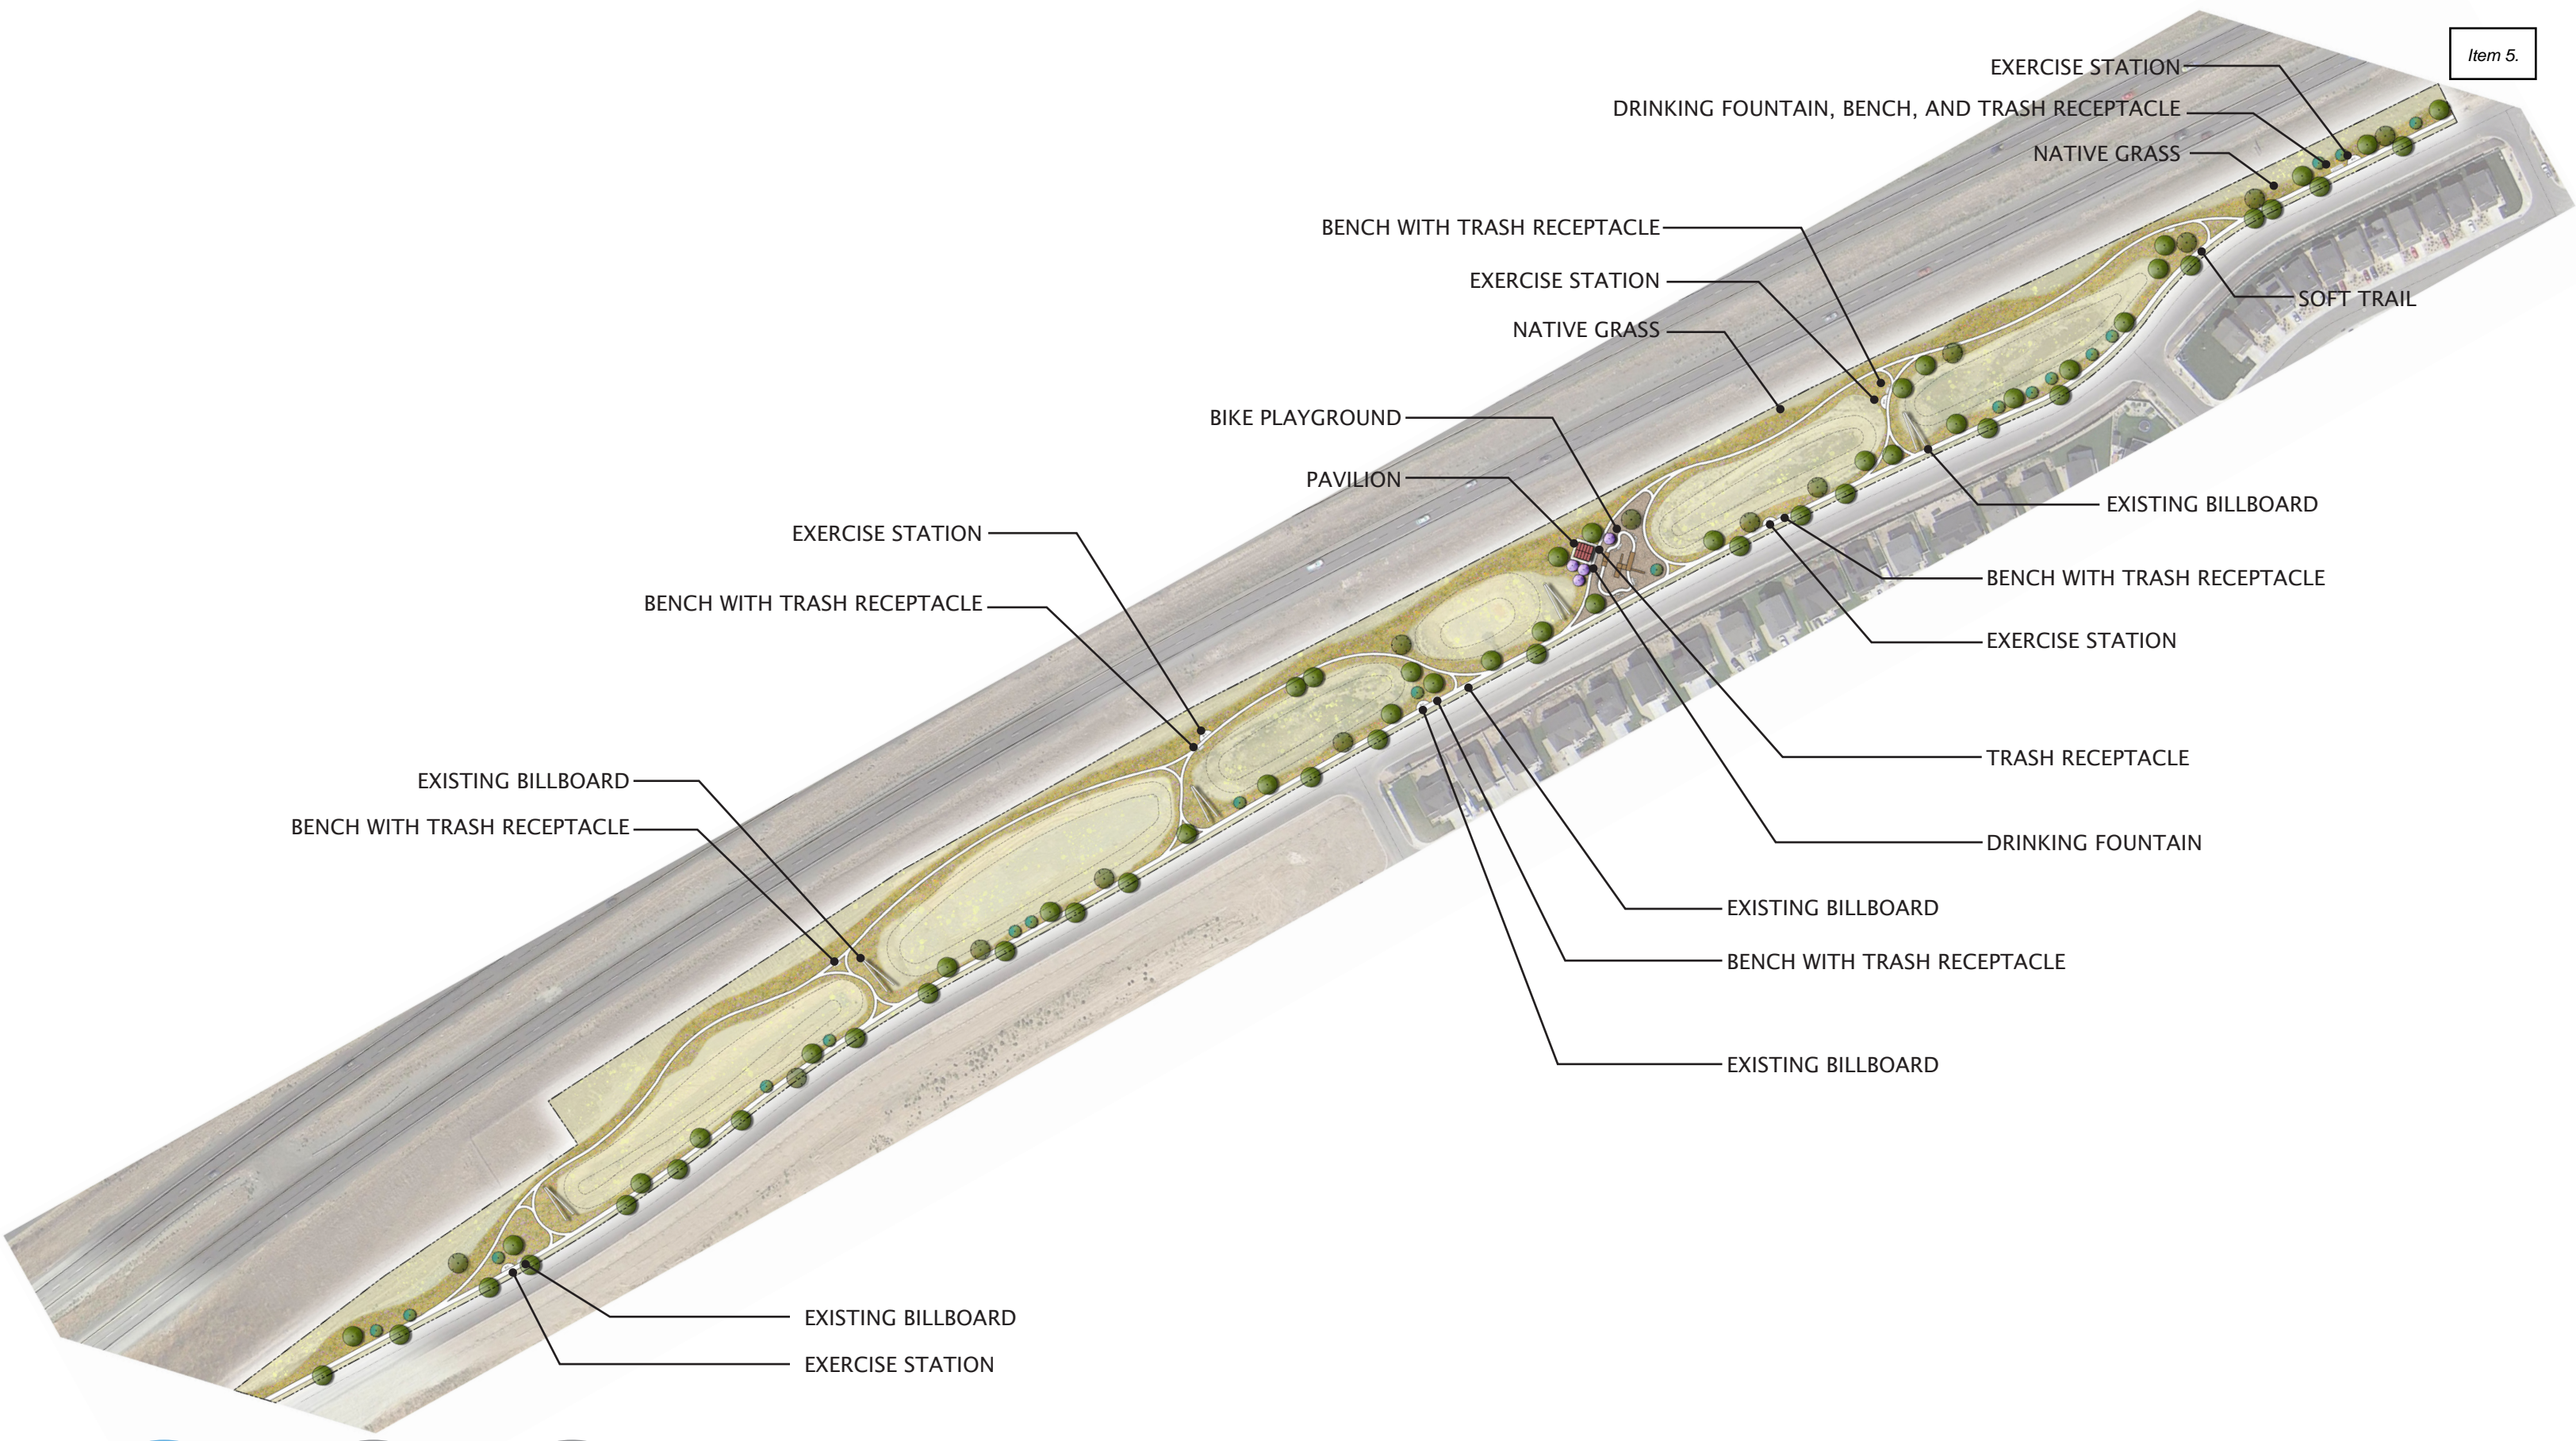 Item 5.
EXERCISE STATION
DRINKING FOUNTAIN, BENCH, AND TRASH RECEPTACLE
NATIVE GRASS
BENCH WITH TRASH RECEPTACLE
EXERCISE STATION
SOFT TRAIL
NATIVE GRASS
BIKE PLAYGROUND
PAVILION
EXISTING BILLBOARD
EXERCISE STATION
BENCH WITH TRASH RECEPTACLE
BENCH WITH TRASH RECEPTACLE
EXERCISE STATION
TRASH RECEPTACLE
EXISTING BILLBOARD
BENCH WITH TRASH RECEPTACLE
DRINKING FOUNTAIN
EXISTING BILLBOARD
BENCH WITH TRASH RECEPTACLE
EXISTING BILLBOARD
EXISTING BILLBOARD
EXERCISE STATION